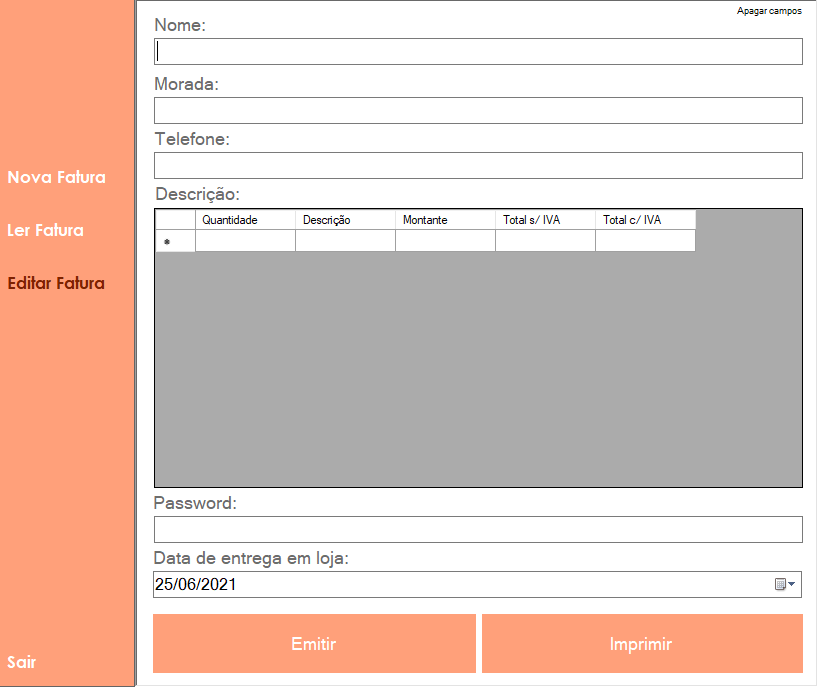 Nova Fatura
Ler Fatura
Editar Fatura
Sair
Apagar campos
Nome:
Morada:
Telefone:
Descrição:
Quantidade Descrição Montante Total s/ IVA Total c/ IVA
*
Password:
Data de entrega em loja:
25/06/2021
Emitir Imprimir